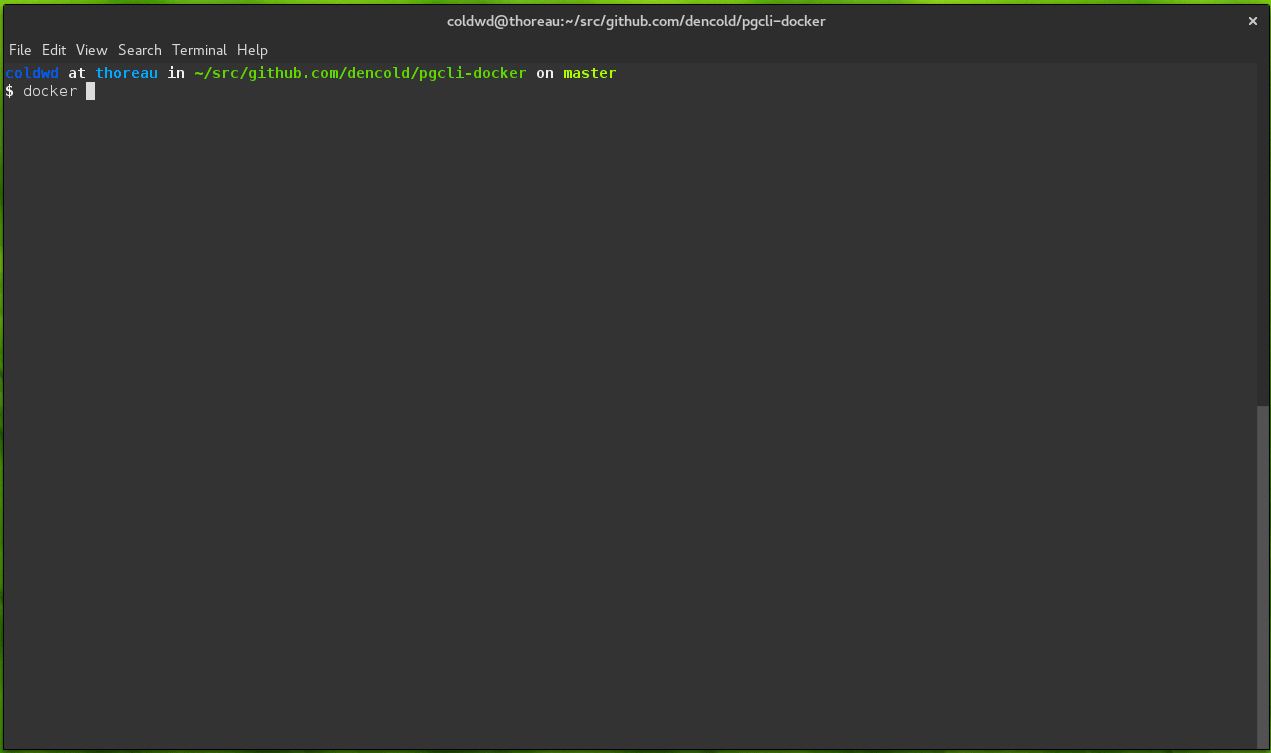 coldwd@thoreau:~/src/github.com/dencold/pgcli-docker ×
File Edit View Search Terminal Help
coldwd at thoreau in ~/src/github.com/dencold/pgcli-docker on master
$ docker